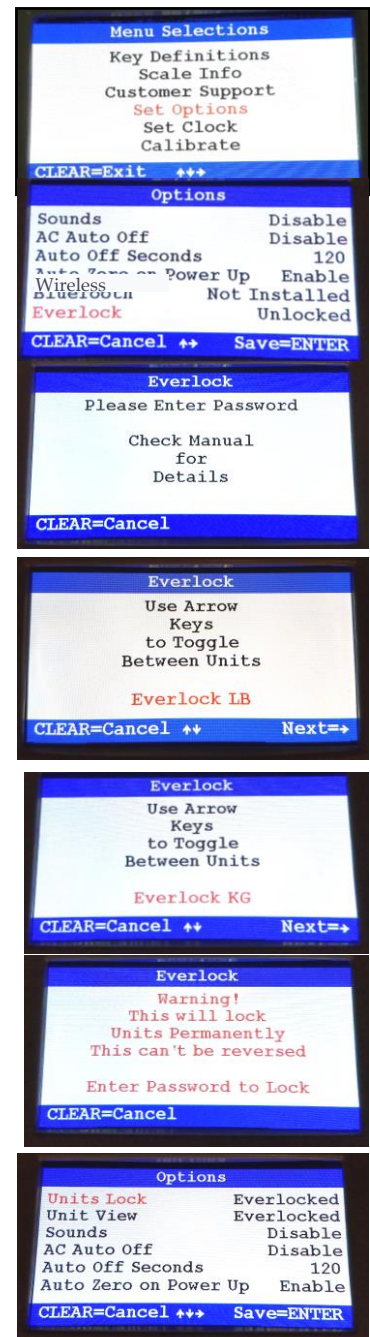 Menu Selections
Key Definitions
Scale Info
Customer Support
Set Options
Set Clock
Calibrate
CLEAR=Exit ↑↓→
Options
Sounds Disable
AC Auto Off Disable
Auto Off Seconds 120
Auto Zero on Power Up Enable
Wireless
Bluetooth Not Installed
Everlock Unlocked
CLEAR=Cancel ↑→ Save=ENTER
Everlock
Please Enter Password
Check Manual
for
Details
CLEAR=Cancel
Everlock
Use Arrow
Keys
to Toggle
Between Units
Everlock LB
CLEAR=Cancel ↑↓ Next=→
Everlock
Use Arrow
Keys
to Toggle
Between Units
Everlock KG
CLEAR=Cancel ↑↓ Next=→
Everlock
Warning!
This will lock
Units Permanently
This can't be reversed
Enter Password to Lock
CLEAR=Cancel
Options
Units Lock Everlocked
Unit View Everlocked
Sounds Disable
AC Auto Off Disable
Auto Off Seconds 120
Auto Zero on Power Up Enable
CLEAR=Cancel ↑↓→ Save=ENTER